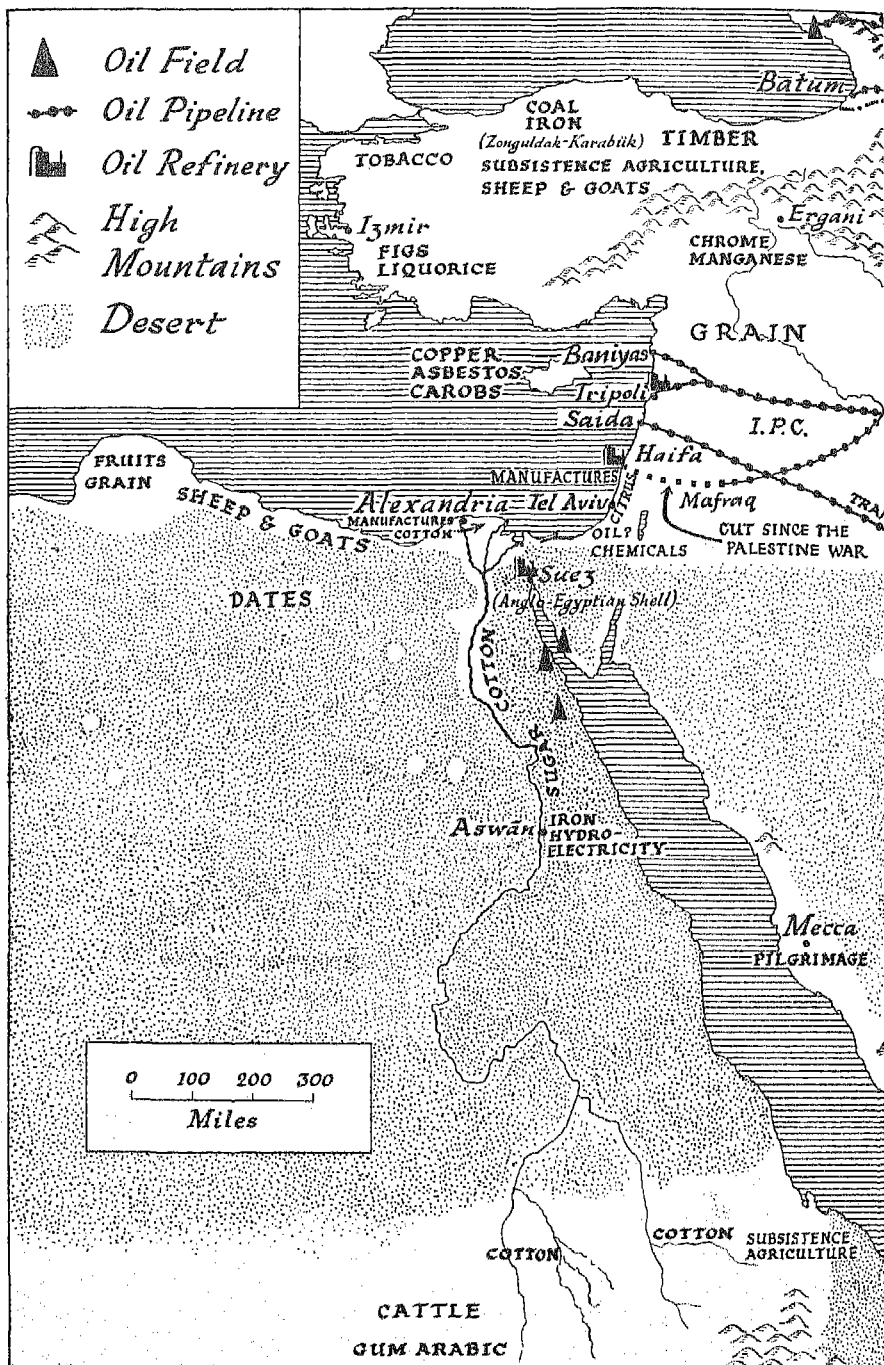 Oil Field
Oil Pipeline
Oil Refinery
High
Mountains
Desert
Batum
COAL
IRON
(Zonguldak-Karabük)
TIMBER
TOBACCO
SUBSISTENCE AGRICULTURE,
SHEEP & GOATS
Izmir
FIGS
LIQUORICE
Ergani
CHROME
MANGANESE
GRAIN
COPPER
ASBESTOS
CAROBS
Baniyas
Tripoli
Saida
I.P.C.
Haifa
MANUFACTURES
CITRUS
Tel Aviv
Mafraq
CUT SINCE THE
PALESTINE WAR
OIL?
CHEMICALS
FRUITS
GRAIN
SHEEP & GOATS
Alexandria
MANUFACTURES
COTTON
Suez
(Anglo-Egyptian Shell)
DATES
COTTON
SUGAR
Aswān
IRON
HYDRO-
ELECTRICITY
Mecca
PILGRIMAGE
0 100 200 300
Miles
COTTON
COTTON
SUBSISTENCE
AGRICULTURE
CATTLE
GUM ARABIC